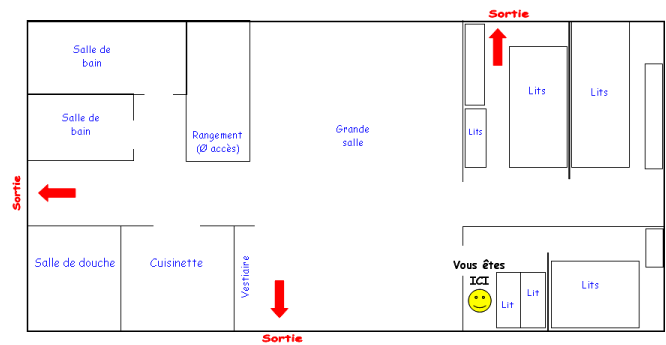 Sortie
Salle de
bain
Lits
Lits
Salle de
bain
Grande
salle
Lits
Rangement
(Ø accès)
Sortie
Salle de douche
Cuisinette
Vestiaire
Vous êtes
ICI
Lit
Lit
Lits
Sortie